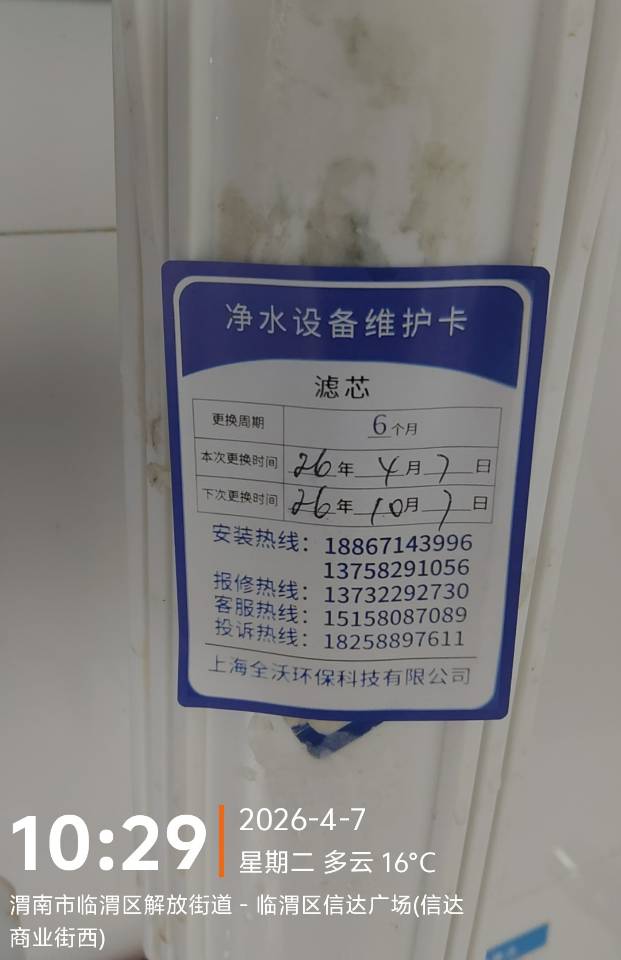 净水设备维护卡
滤芯
更换周期 6个月
本次更换时间 26年4月7日
下次更换时间 26年10月7日
安装热线：18867143996
13758291056
报修热线：13732292730
客服热线：15158087089
投诉热线：18258897611
上海全沃环保科技有限公司
10:29
2026-4-7
星期二 多云 16°C
渭南市临渭区解放街道 - 临渭区信达广场(信达
商业街西)